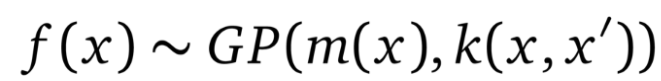 f(x) ~ GP(m(x), k(x, x′))